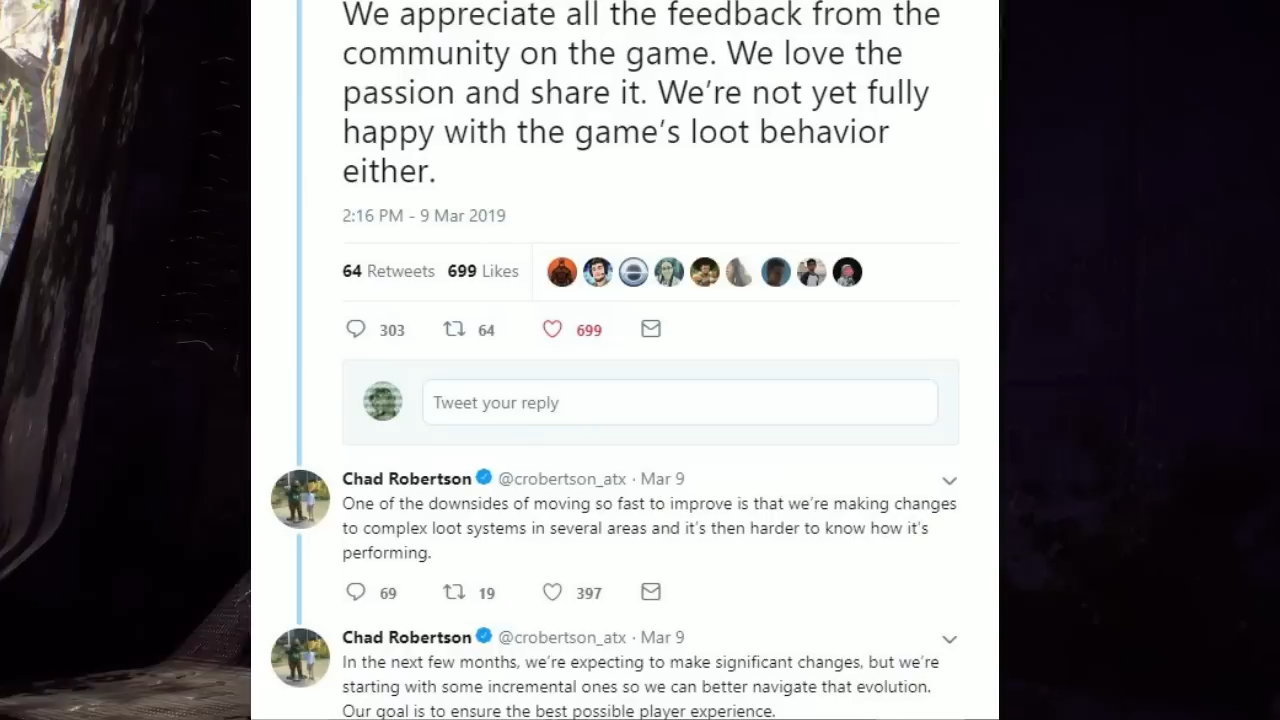 We appreciate all the feedback from the
community on the game. We love the
passion and share it. We're not yet fully
happy with the game's loot behavior
either.
2:16 PM - 9 Mar 2019
64 Retweets 699 Likes
303 64 699
Tweet your reply
Chad Robertson @crobertson_atx · Mar 9
One of the downsides of moving so fast to improve is that we're making changes
to complex loot systems in several areas and it's then harder to know how it's
performing.
69 19 397
Chad Robertson @crobertson_atx · Mar 9
In the next few months, we're expecting to make significant changes, but we're
starting with some incremental ones so we can better navigate that evolution.
Our goal is to ensure the best possible player experience.